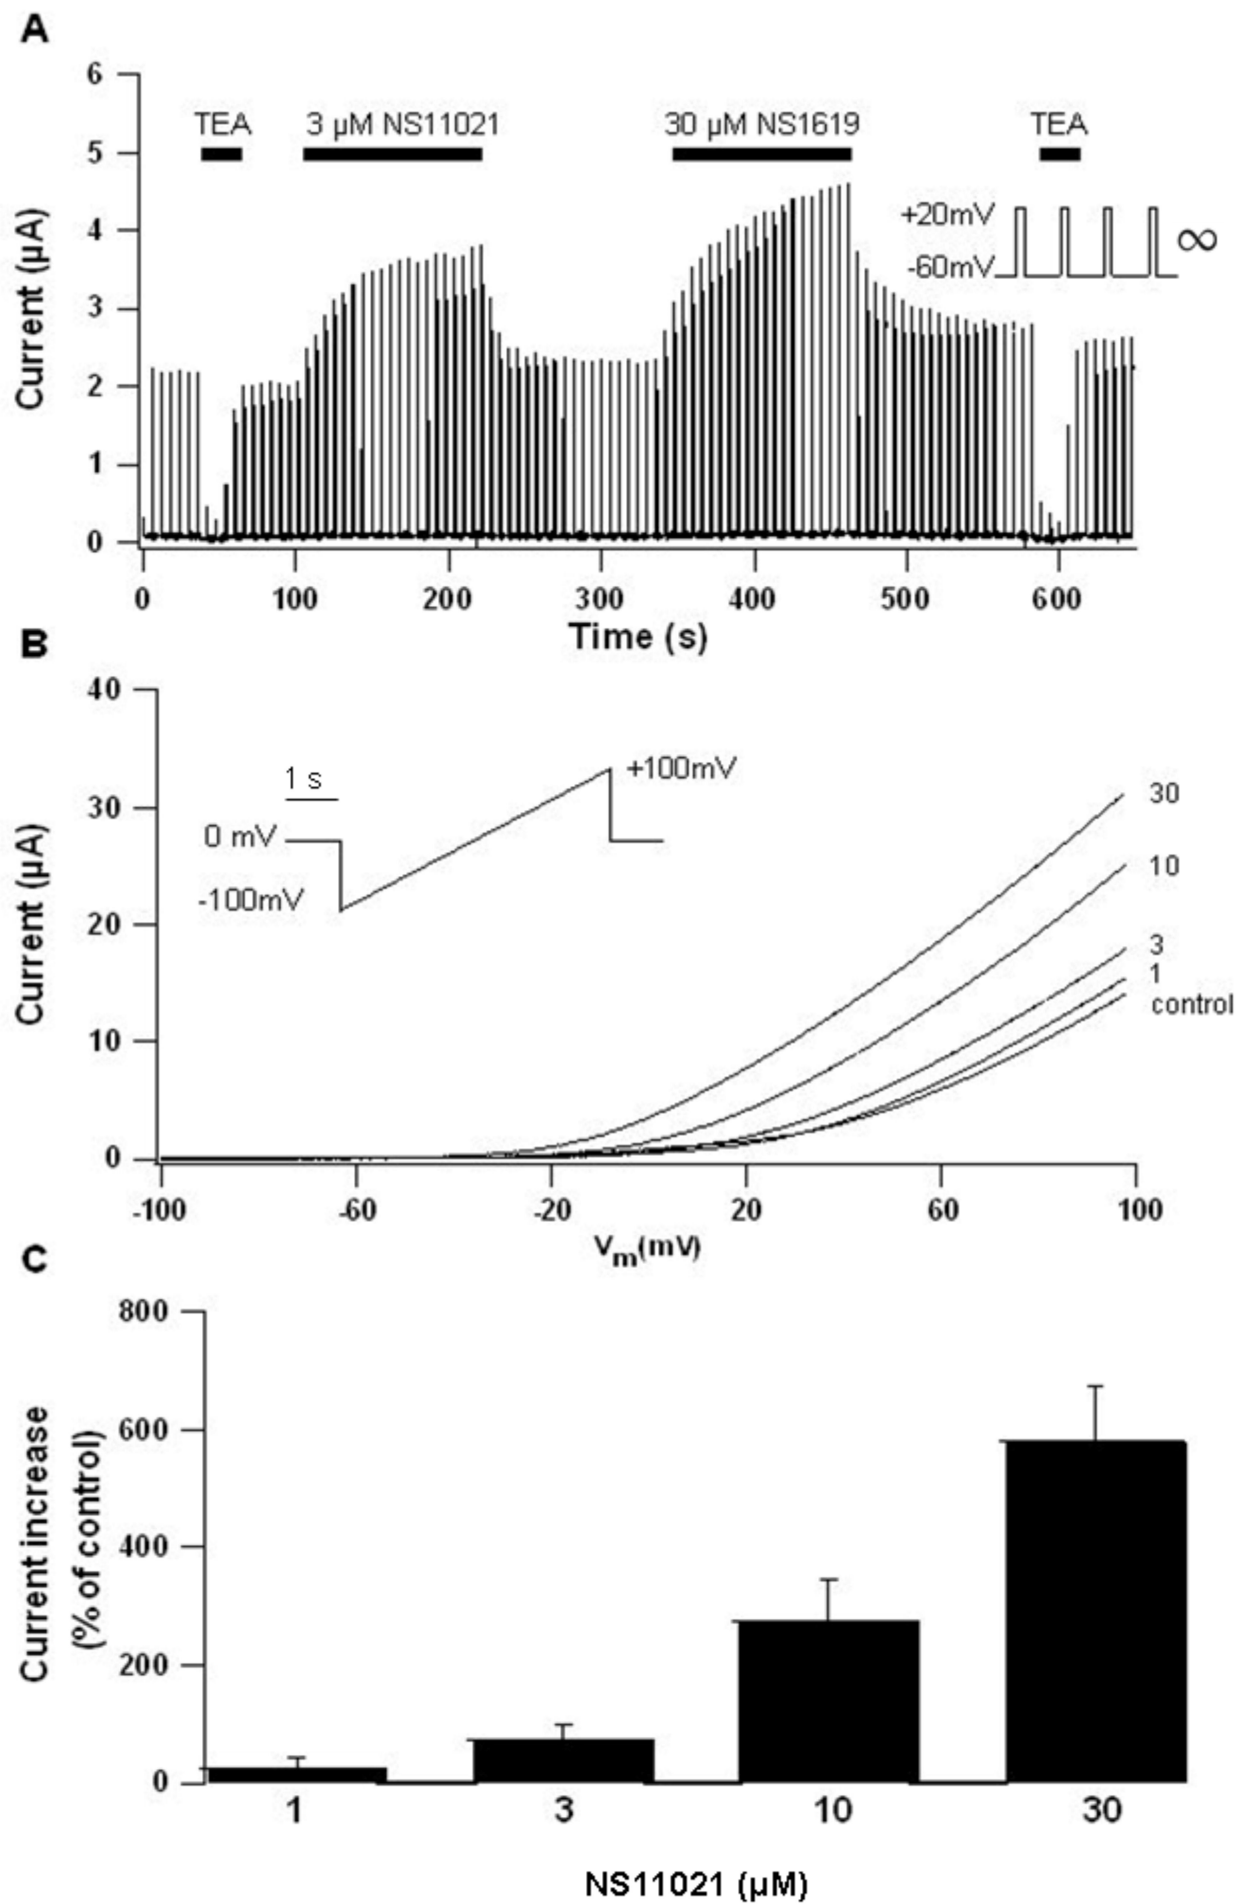 A
6
TEA 3 µM NS11021 30 µM NS1619 TEA
5
+20mV
4
∞
-60mV
3
2
1
0
Current (µA)
0 100 200 300 400 500 600
Time (s)
B
40
+100mV
1 s
30
30
0 mV
10
-100mV
20
3
1
control
10
0
Current (µA)
-100 -60 -20 20 60 100
Vm(mV)
C
800
600
400
200
0
Current increase
(% of control)
1 3 10 30
NS11021 (µM)